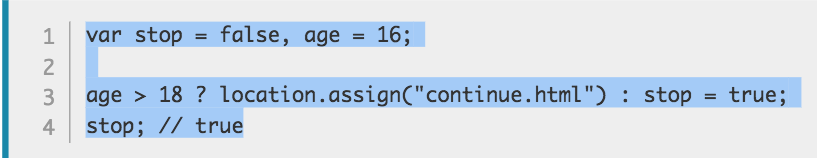 1 var stop = false, age = 16;
2
3 age > 18 ? location.assign("continue.html") : stop = true;
4 stop; // true